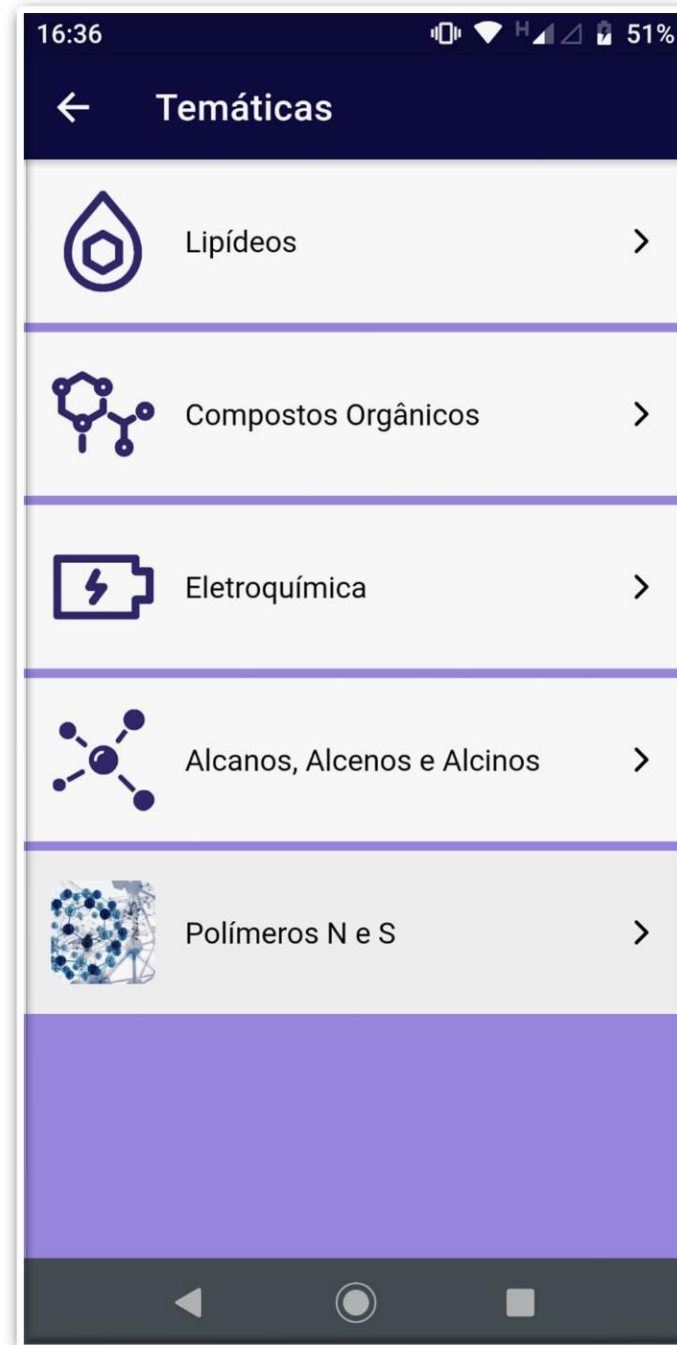 16:36
H
51%
Temáticas
Lipídeos
Compostos Orgânicos
Eletroquímica
Alcanos, Alcenos e Alcinos
Polímeros N e S